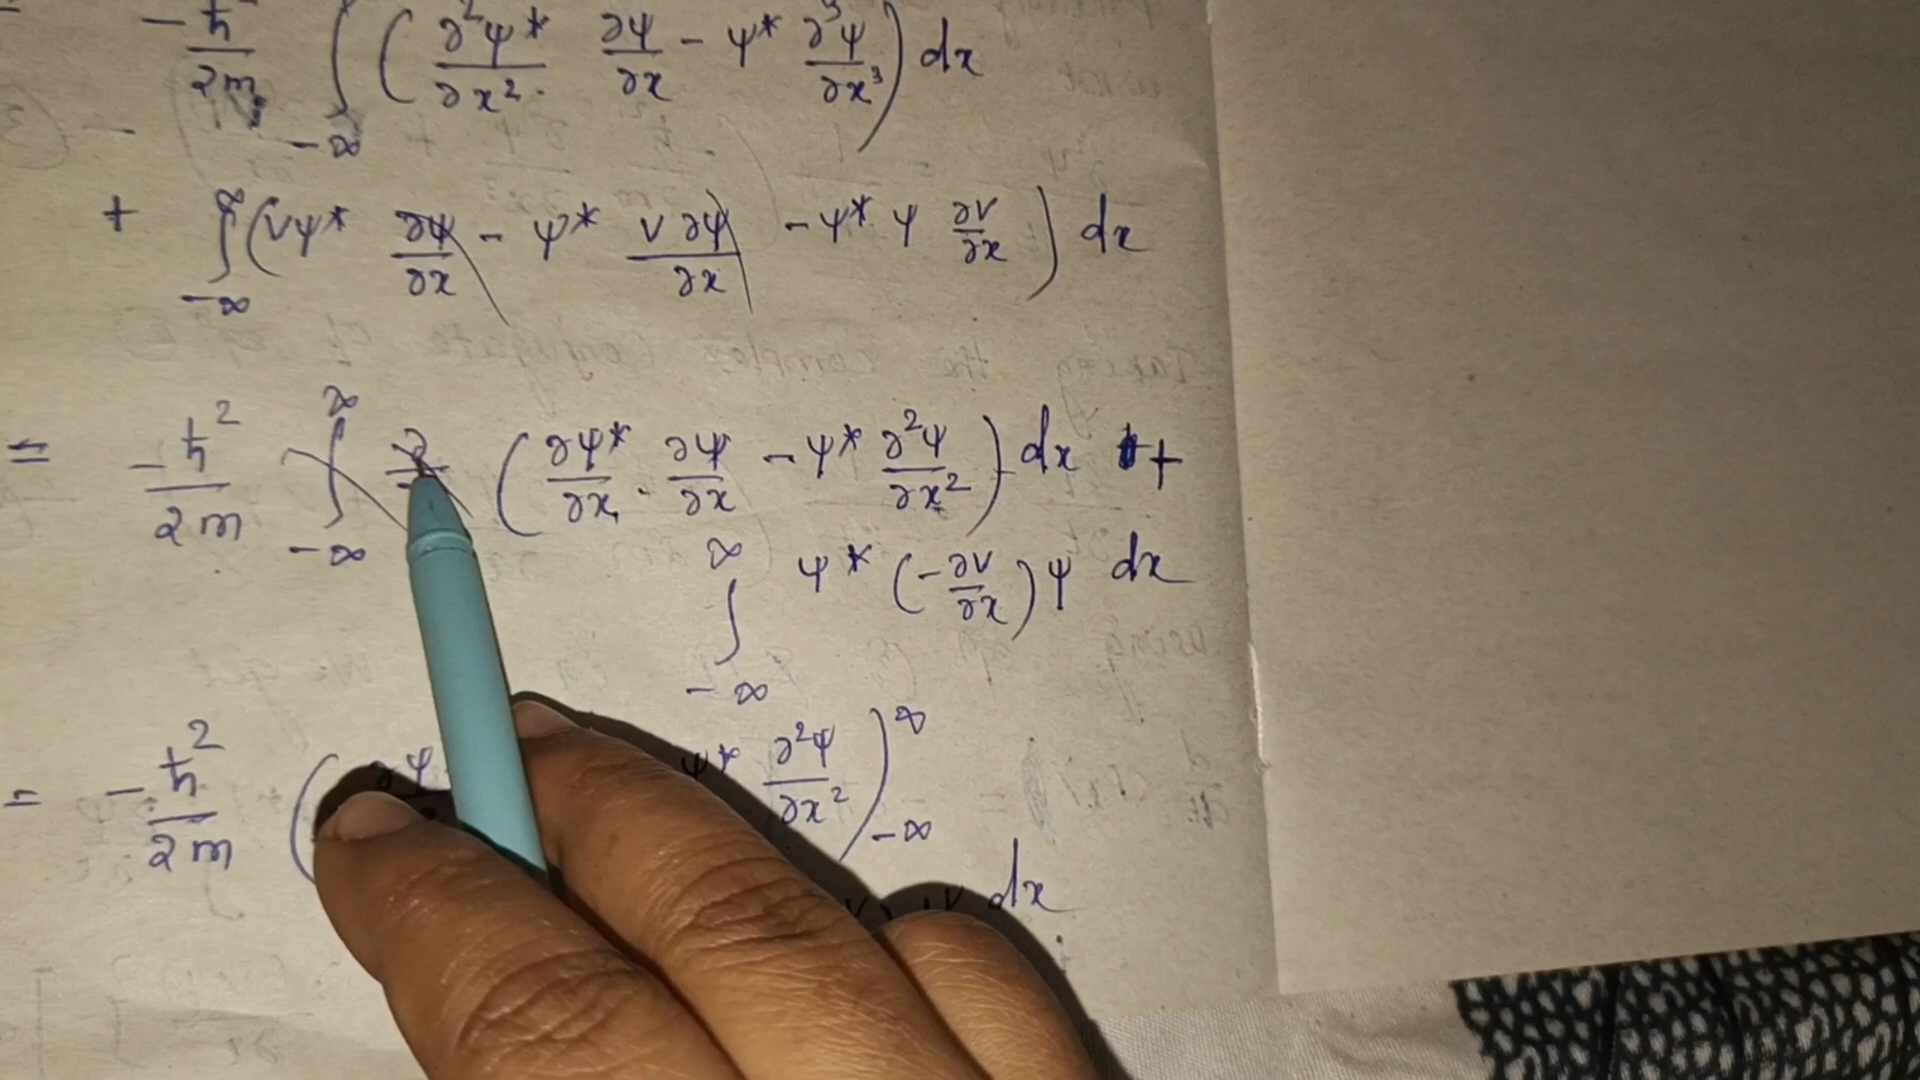 = -ħ/2m ∫_{-∞} (∂²ψ*/∂x² · ∂ψ/∂x - ψ* ∂³ψ/∂x³) dx
+ ∫_{-∞}^{∞} (Vψ* ∂ψ/∂x - ψ* V∂ψ/∂x - ψ*ψ ∂V/∂x) dx
= -ħ²/2m ∫_{-∞}^{∞} ∂ (∂ψ*/∂x · ∂ψ/∂x - ψ* ∂²ψ/∂x²) dx +
∫_{-∞}^{∞} ψ* (-∂V/∂x) ψ dx
= -ħ²/2m ( ∂ψ ψ* ∂²ψ/∂x² )_{-∞}^{∞}
dx